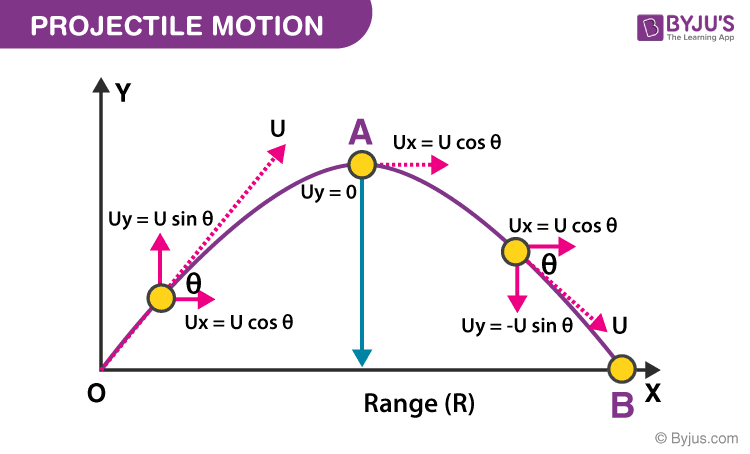 PROJECTILE MOTION
BYJU'S
The Learning App
Y
U
A
Ux = U cos θ
Uy = 0
Uy = U sin θ
θ
Ux = U cos θ
Ux = U cos θ
θ
Uy = -U sin θ
U
O
Range (R)
B
X
© Byjus.com